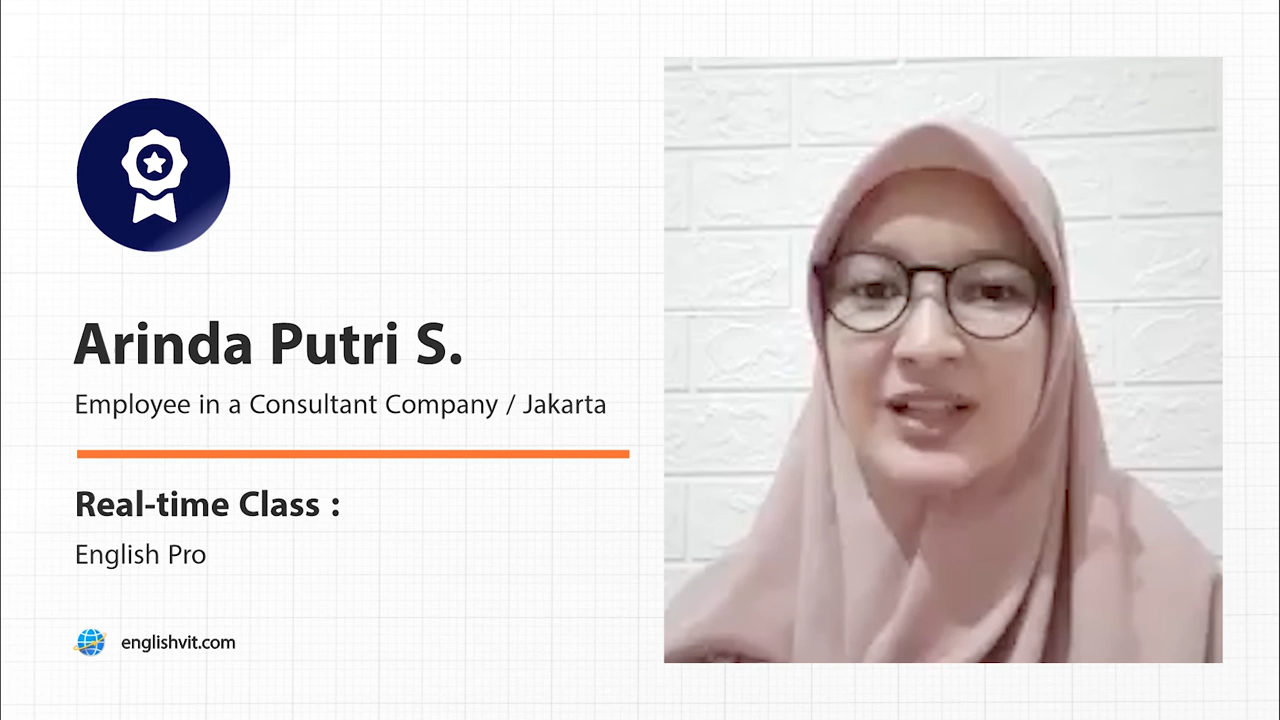 Arinda Putri S.
Employee in a Consultant Company / Jakarta
Real-time Class :
English Pro
englishvit.com